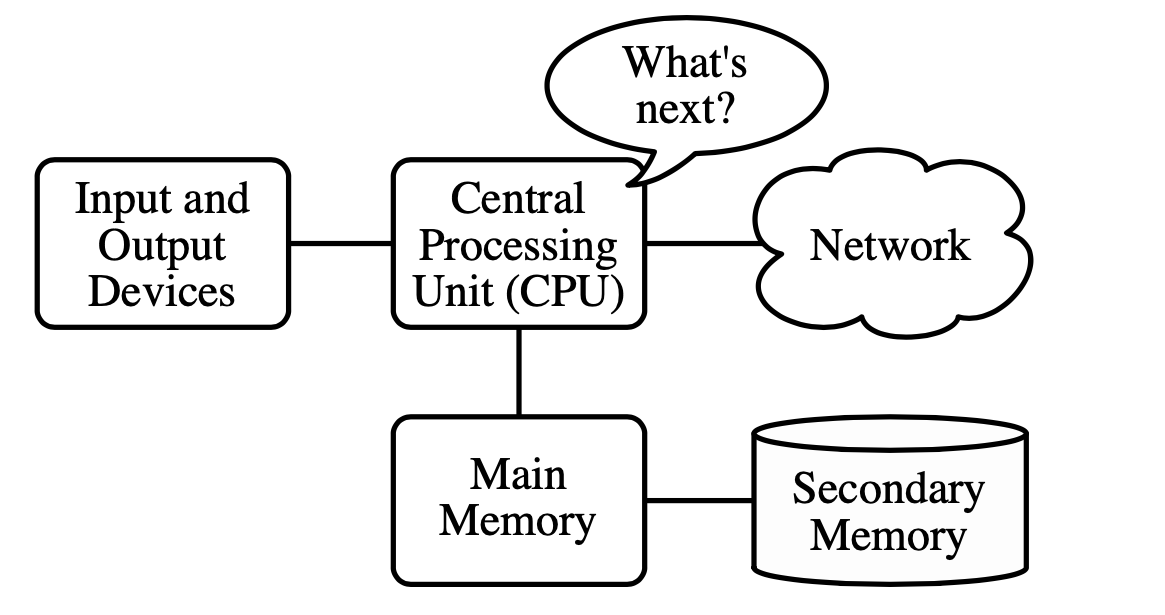 What's
next?
Input and
Output
Devices
Central
Processing
Unit (CPU)
Network
Main
Memory
Secondary
Memory